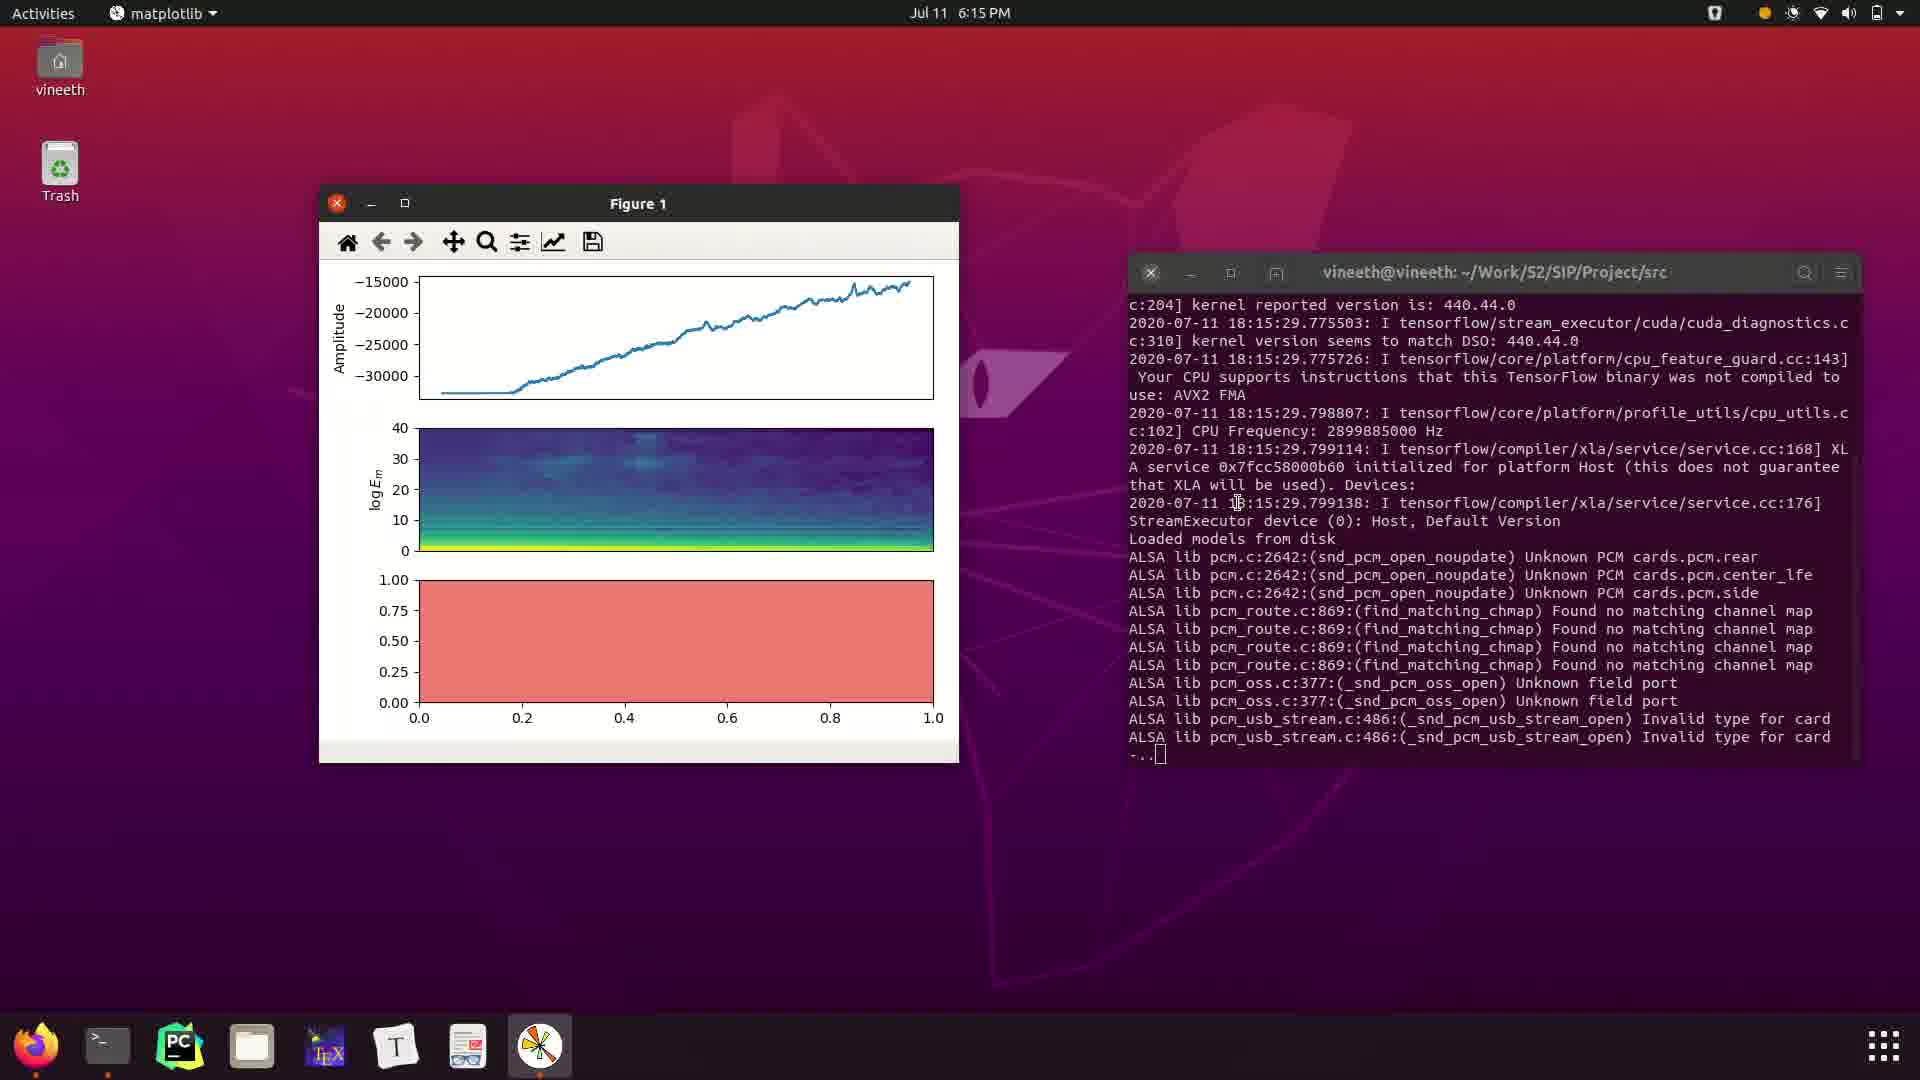 Activities
matplotlib
Jul 11 6:15 PM
vineeth
Trash
Figure 1
-15000
-20000
-25000
-30000
Amplitude
40
30
20
10
0
log E_m
1.00
0.75
0.50
0.25
0.00
0.0 0.2 0.4 0.6 0.8 1.0
vineeth@vineeth: ~/Work/S2/SIP/Project/src
c:204] kernel reported version is: 440.44.0
2020-07-11 18:15:29.775503: I tensorflow/stream_executor/cuda/cuda_diagnostics.c
c:310] kernel version seems to match DSO: 440.44.0
2020-07-11 18:15:29.775726: I tensorflow/core/platform/cpu_feature_guard.cc:143]
Your CPU supports instructions that this TensorFlow binary was not compiled to
use: AVX2 FMA
2020-07-11 18:15:29.798807: I tensorflow/core/platform/profile_utils/cpu_utils.c
c:102] CPU Frequency: 2899885000 Hz
2020-07-11 18:15:29.799114: I tensorflow/compiler/xla/service/service.cc:168] XL
A service 0x7fcc58000b60 initialized for platform Host (this does not guarantee
that XLA will be used). Devices:
2020-07-11 18:15:29.799138: I tensorflow/compiler/xla/service/service.cc:176]
StreamExecutor device (0): Host, Default Version
Loaded models from disk
ALSA lib pcm.c:2642:(snd_pcm_open_noupdate) Unknown PCM cards.pcm.rear
ALSA lib pcm.c:2642:(snd_pcm_open_noupdate) Unknown PCM cards.pcm.center_lfe
ALSA lib pcm.c:2642:(snd_pcm_open_noupdate) Unknown PCM cards.pcm.side
ALSA lib pcm_route.c:869:(find_matching_chmap) Found no matching channel map
ALSA lib pcm_route.c:869:(find_matching_chmap) Found no matching channel map
ALSA lib pcm_route.c:869:(find_matching_chmap) Found no matching channel map
ALSA lib pcm_route.c:869:(find_matching_chmap) Found no matching channel map
ALSA lib pcm_oss.c:377:(_snd_pcm_oss_open) Unknown field port
ALSA lib pcm_oss.c:377:(_snd_pcm_oss_open) Unknown field port
ALSA lib pcm_usb_stream.c:486:(_snd_pcm_usb_stream_open) Invalid type for card
ALSA lib pcm_usb_stream.c:486:(_snd_pcm_usb_stream_open) Invalid type for card
-..
>_
PC
TEX
T